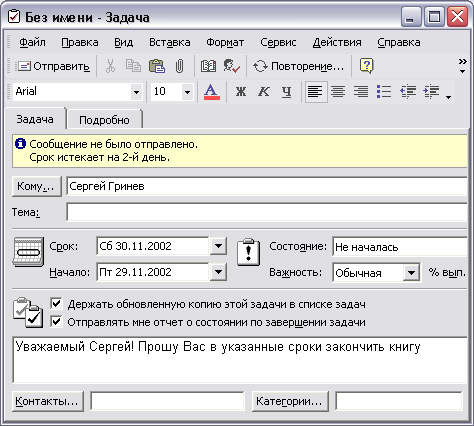 Без имени - Задача
Файл Правка Вид Вставка Формат Сервис Действия Справка
Отправить Повторение...
Arial 10 A Ж К Ч
Задача Подробно
Сообщение не было отправлено.
Срок истекает на 2-й день.
Кому... Сергей Гринев
Тема:
Срок: Сб 30.11.2002 Состояние: Не началась
Начало: Пт 29.11.2002 Важность: Обычная % вып.
Держать обновленную копию этой задачи в списке задач
Отправлять мне отчет о состоянии по завершении задачи
Уважаемый Сергей! Прошу Вас в указанные сроки закончить книгу
Контакты... Категории...